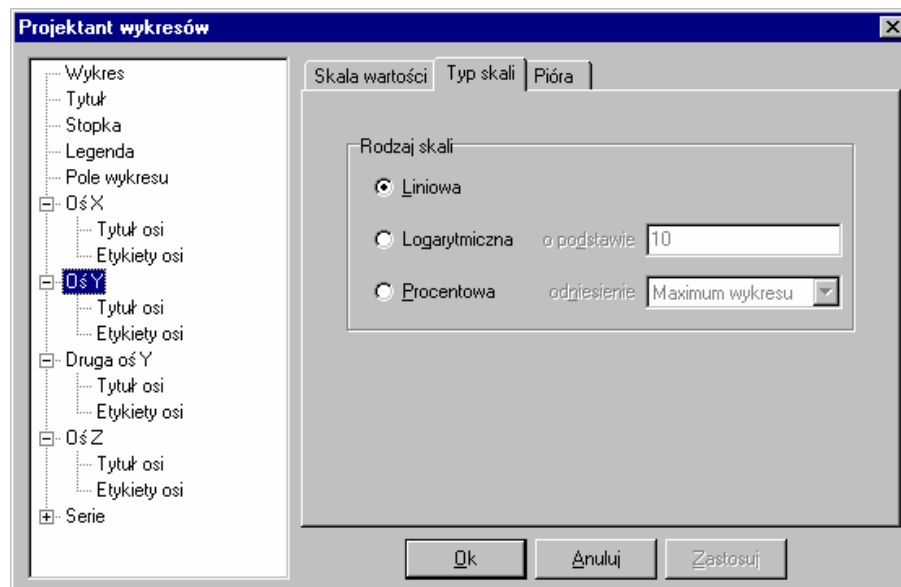 Projektant wykresów
Wykres
Tytuł
Stopka
Legenda
Pole wykresu
Oś X
Tytuł osi
Etykiety osi
Oś Y
Tytuł osi
Etykiety osi
Druga oś Y
Tytuł osi
Etykiety osi
Oś Z
Tytuł osi
Etykiety osi
Serie
Skala wartości Typ skali Pióra
Rodzaj skali
Liniowa
Logarytmiczna o podstawie 10
Procentowa odniesienie Maximum wykresu
Ok Anuluj Zastosuj